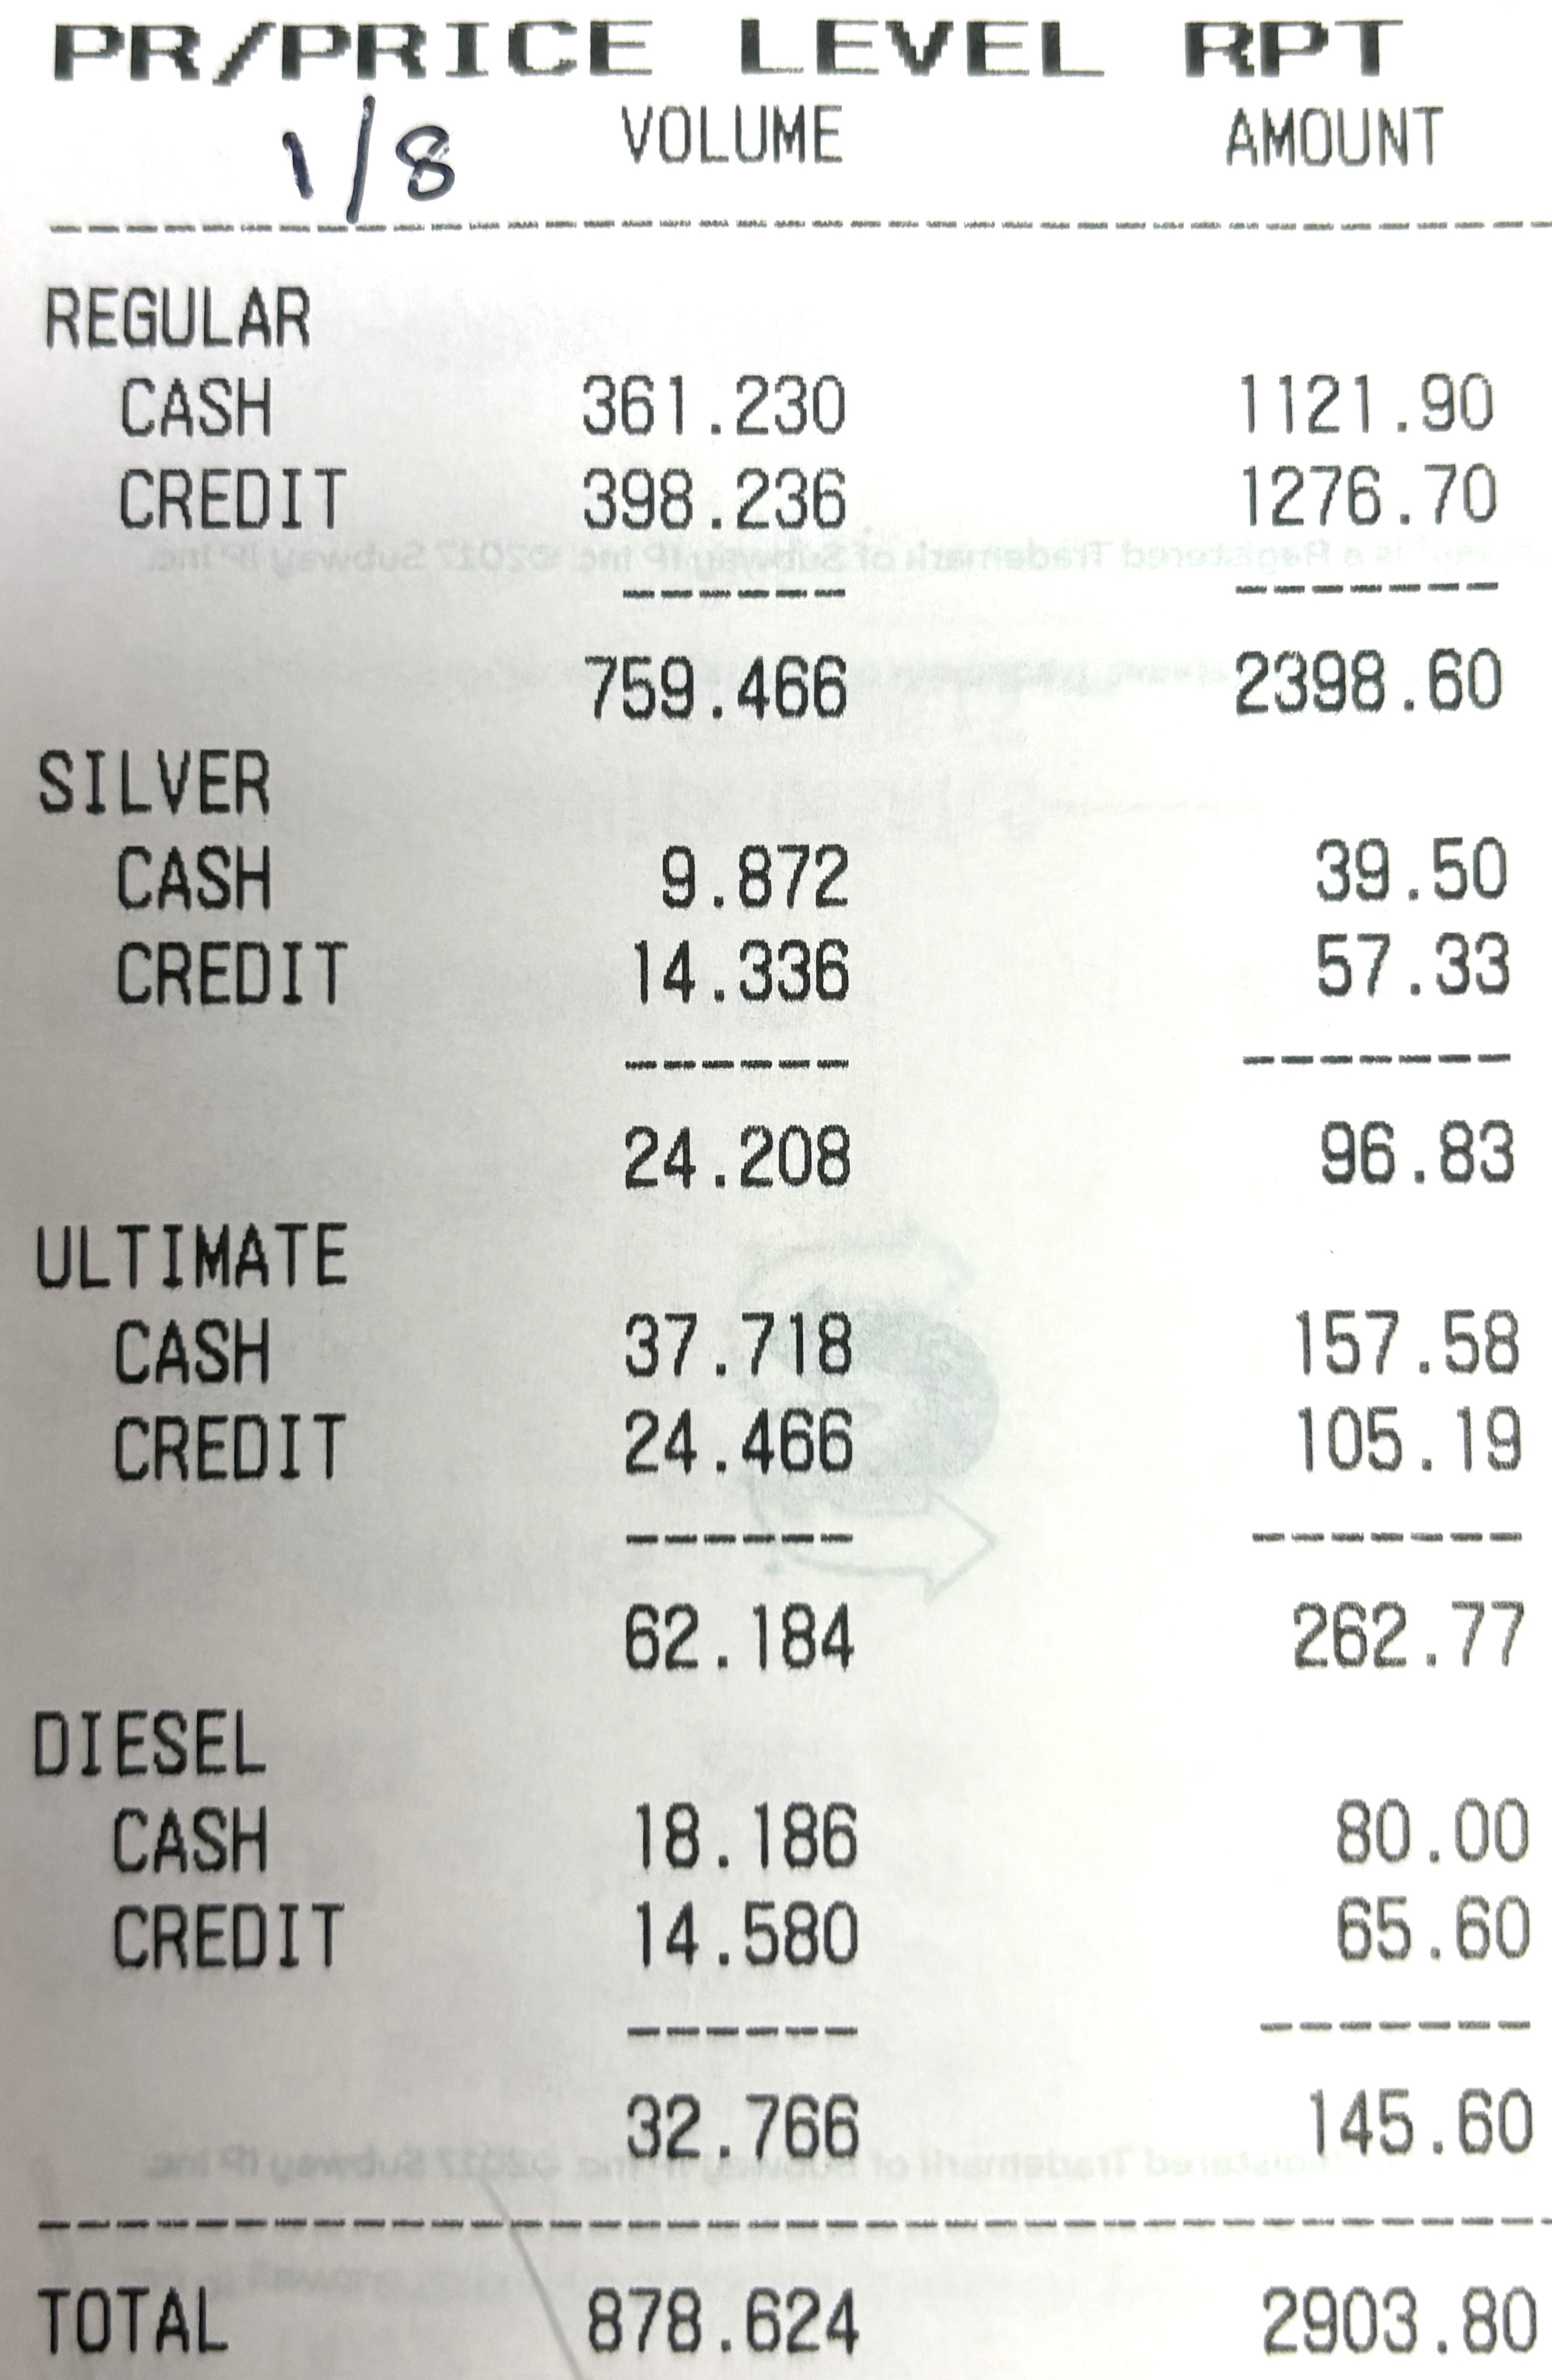 PR/PRICE LEVEL RPT
1/8 VOLUME AMOUNT
REGULAR
CASH 361.230 1121.90
CREDIT 398.236 1276.70
759.466 2398.60
SILVER
CASH 9.872 39.50
CREDIT 14.336 57.33
24.208 96.83
ULTIMATE
CASH 37.718 157.58
CREDIT 24.466 105.19
62.184 262.77
DIESEL
CASH 18.186 80.00
CREDIT 14.580 65.60
32.766 145.60
TOTAL 878.624 2903.80